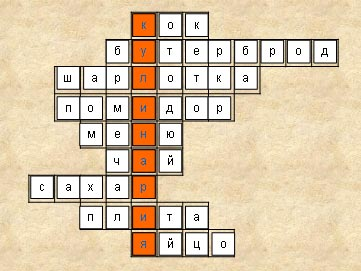 кок
бутерброд
шарлотка
помидор
меню
чай
сахар
плита
яйцо